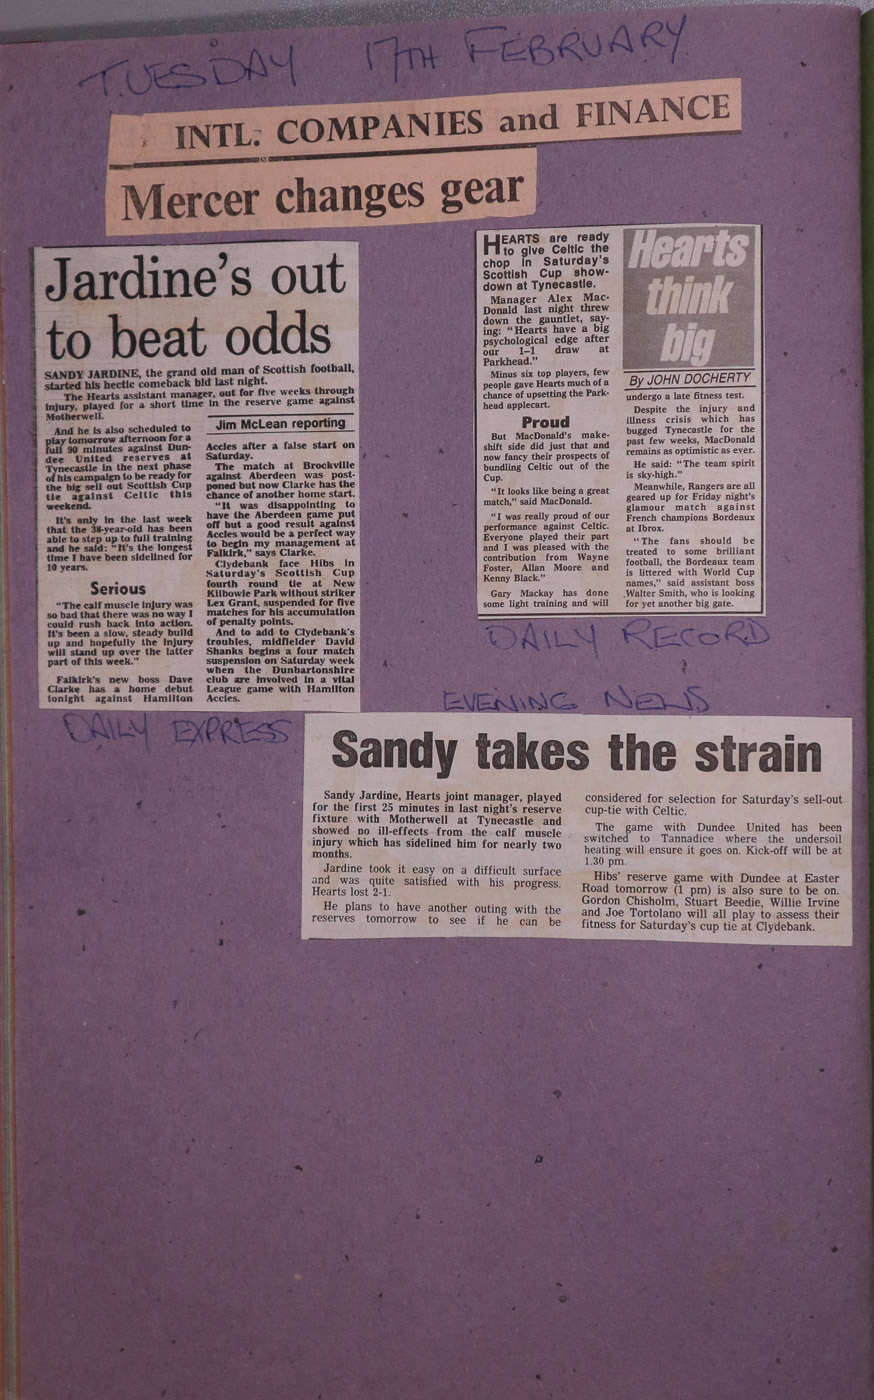 TUESDAY 17TH FEBRUARY
INTL. COMPANIES and FINANCE
Mercer changes gear
Jardine's out
to beat odds
SANDY JARDINE, the grand old man of Scottish football,
started his hectic comeback bid last night.
The Hearts assistant manager, out for five weeks through
injury, played for a short time in the reserve game against
Motherwell.
And he is also scheduled to
play tomorrow afternoon for a
full 90 minutes against Dun-
dee United reserves at
Tynecastle in the next phase
of his campaign to be ready for
the big sell out Scottish Cup
tie against Celtic this
weekend.
It's only in the last week
that the 38-year-old has been
able to step up to full training
and he said: "It's the longest
time I have been sidelined for
10 years.
Serious
"The calf muscle injury was
so bad that there was no way I
could rush back into action.
It's been a slow, steady build
up and hopefully the injury
will stand up over the latter
part of this week."
Falkirk's new boss Dave
Clarke has a home debut
tonight against Hamilton
Jim McLean reporting
Accies after a false start on
Saturday.
The match at Brockville
against Aberdeen was post-
poned but now Clarke has the
chance of another home start.
"It was disappointing to
have the Aberdeen game put
off but a good result against
Accies would be a perfect way
to begin my management at
Falkirk," says Clarke.
Clydebank face Hibs in
Saturday's Scottish Cup
fourth round tie at New
Kilbowie Park without striker
Lex Grant, suspended for five
matches for his accumulation
of penalty points.
And to add to Clydebank's
troubles, midfielder David
Shanks begins a four match
suspension on Saturday week
when the Dunbartonshire
club are involved in a vital
League game with Hamilton
Accies.
DAILY EXPRESS
HEARTS are ready
to give Celtic the
chop in Saturday's
Scottish Cup show-
down at Tynecastle.
Manager Alex Mac-
Donald last night threw
down the gauntlet, say-
ing: "Hearts have a big
psychological edge after
our 1-1 draw at
Parkhead."
Minus six top players, few
people gave Hearts much of a
chance of upsetting the Park-
head applecart.
Proud
But MacDonald's make-
shift side did just that and
now fancy their prospects of
bundling Celtic out of the
Cup.
"It looks like being a great
match," said MacDonald.
"I was really proud of our
performance against Celtic.
Everyone played their part
and I was pleased with the
contribution from Wayne
Foster, Allan Moore and
Kenny Black."
Gary Mackay has done
some light training and will
Hearts
think
big
By JOHN DOCHERTY
undergo a late fitness test.
Despite the injury and
illness crisis which has
bugged Tynecastle for the
past few weeks, MacDonald
remains as optimistic as ever.
He said: "The team spirit
is sky-high."
Meanwhile, Rangers are all
geared up for Friday night's
glamour match against
French champions Bordeaux
at Ibrox.
"The fans should be
treated to some brilliant
football, the Bordeaux team
is littered with World Cup
names," said assistant boss
Walter Smith, who is looking
for yet another big gate.
DAILY RECORD
EVENING NEWS
Sandy takes the strain
Sandy Jardine, Hearts joint manager, played
for the first 25 minutes in last night's reserve
fixture with Motherwell at Tynecastle and
showed no ill-effects from the calf muscle
injury which has sidelined him for nearly two
months.
Jardine took it easy on a difficult surface
and was quite satisfied with his progress.
Hearts lost 2-1.
He plans to have another outing with the
reserves tomorrow to see if he can be
considered for selection for Saturday's sell-out
cup-tie with Celtic.
The game with Dundee United has been
switched to Tannadice where the undersoil
heating will ensure it goes on. Kick-off will be at
1.30 pm.
Hibs' reserve game with Dundee at Easter
Road tomorrow (1 pm) is also sure to be on.
Gordon Chisholm, Stuart Beedie, Willie Irvine
and Joe Tortolano will all play to assess their
fitness for Saturday's cup tie at Clydebank.